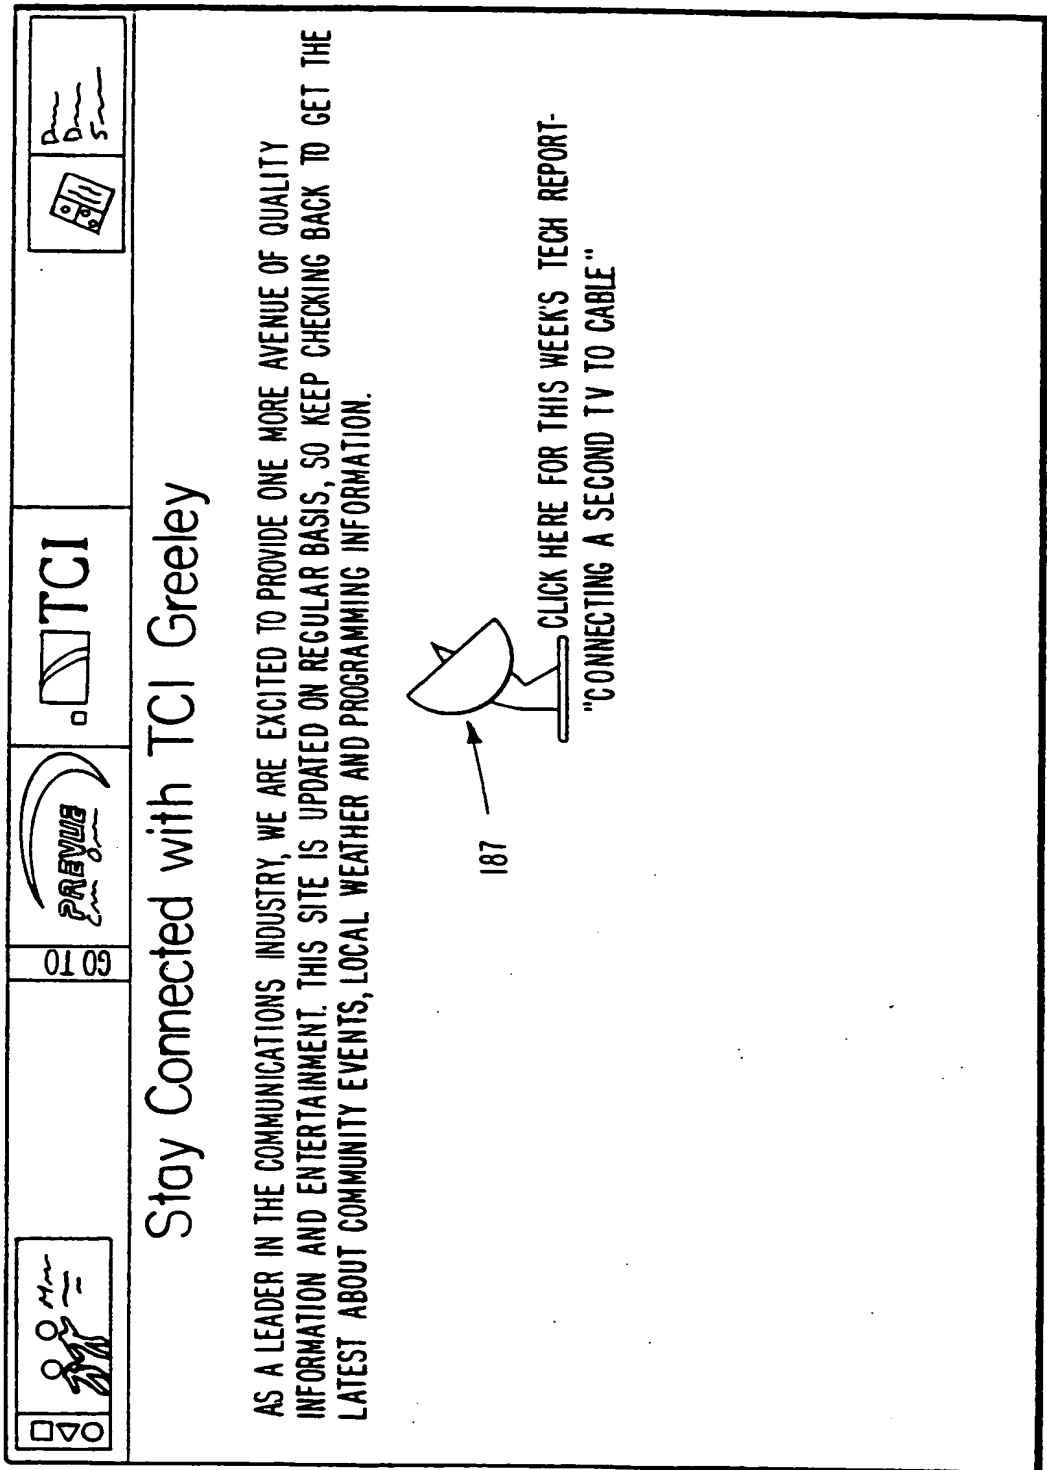 GO TO
PREVUE
TCI
Stay Connected with TCI Greeley
AS A LEADER IN THE COMMUNICATIONS INDUSTRY, WE ARE EXCITED TO PROVIDE ONE MORE AVENUE OF QUALITY
INFORMATION AND ENTERTAINMENT. THIS SITE IS UPDATED ON REGULAR BASIS, SO KEEP CHECKING BACK TO GET THE
LATEST ABOUT COMMUNITY EVENTS, LOCAL WEATHER AND PROGRAMMING INFORMATION.
187
CLICK HERE FOR THIS WEEK'S TECH REPORT-
"CONNECTING A SECOND TV TO CABLE"